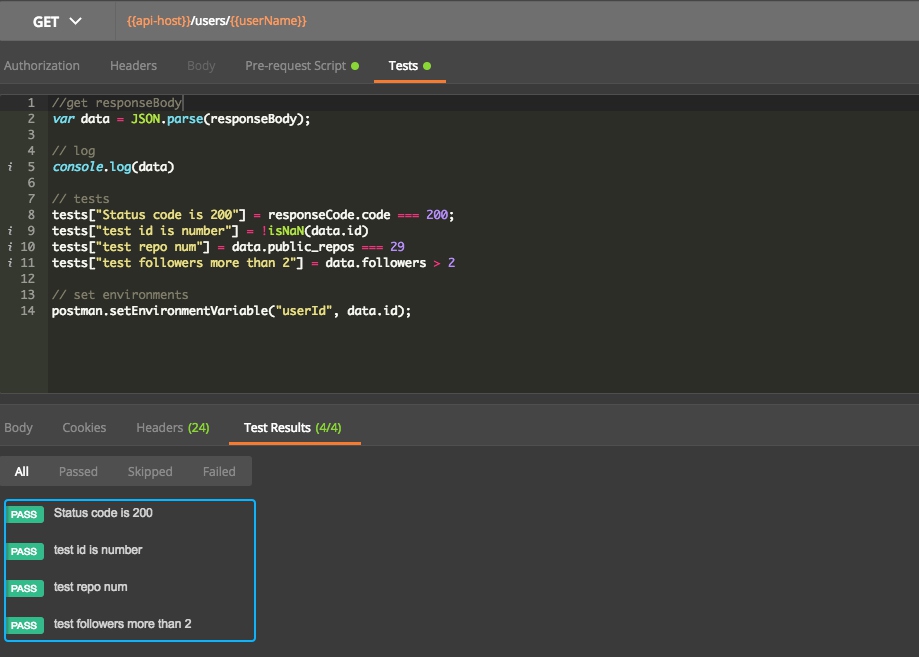 GET {{api-host}}/users/{{userName}}
Authorization Headers Body Pre-request Script Tests
1 //get responseBody
2 var data = JSON.parse(responseBody);
3
4 // log
i 5 console.log(data)
6
7 // tests
8 tests["Status code is 200"] = responseCode.code === 200;
i 9 tests["test id is number"] = !isNaN(data.id)
i 10 tests["test repo num"] = data.public_repos === 29
i 11 tests["test followers more than 2"] = data.followers > 2
12
13 // set environments
14 postman.setEnvironmentVariable("userId", data.id);
Body Cookies Headers (24) Test Results (4/4)
All Passed Skipped Failed
PASS Status code is 200
PASS test id is number
PASS test repo num
PASS test followers more than 2